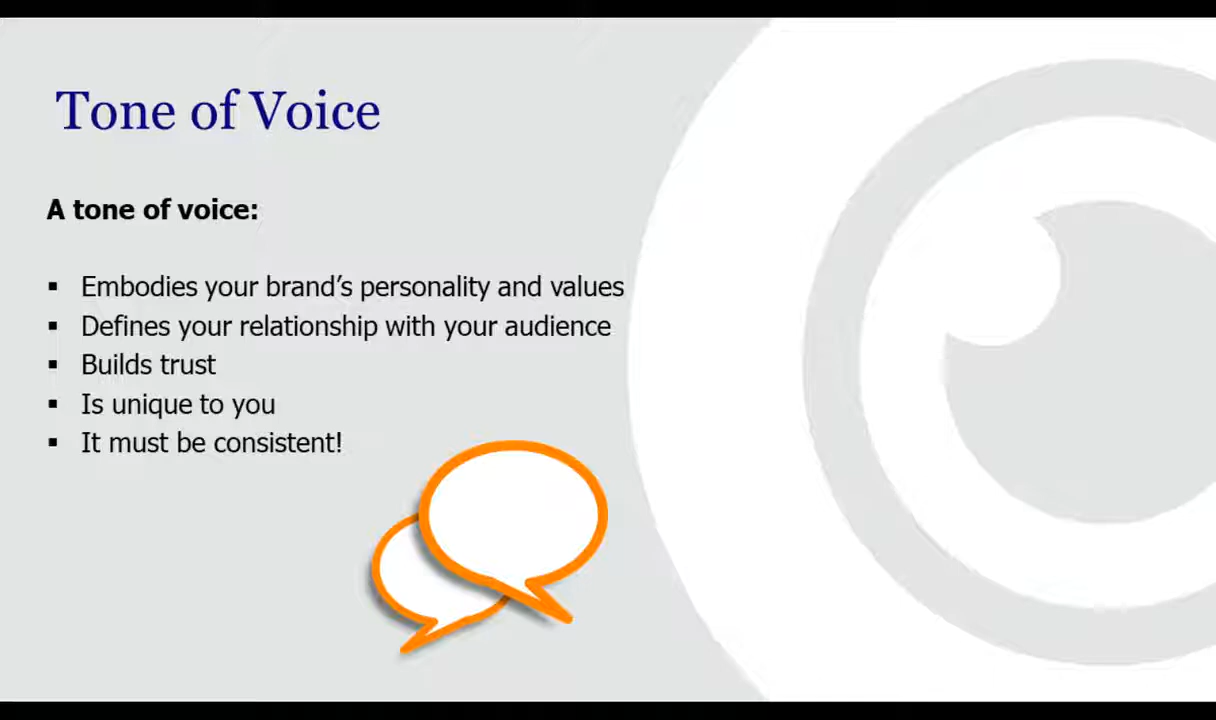 Tone of Voice
A tone of voice:
▪ Embodies your brand’s personality and values
▪ Defines your relationship with your audience
▪ Builds trust
▪ Is unique to you
▪ It must be consistent!